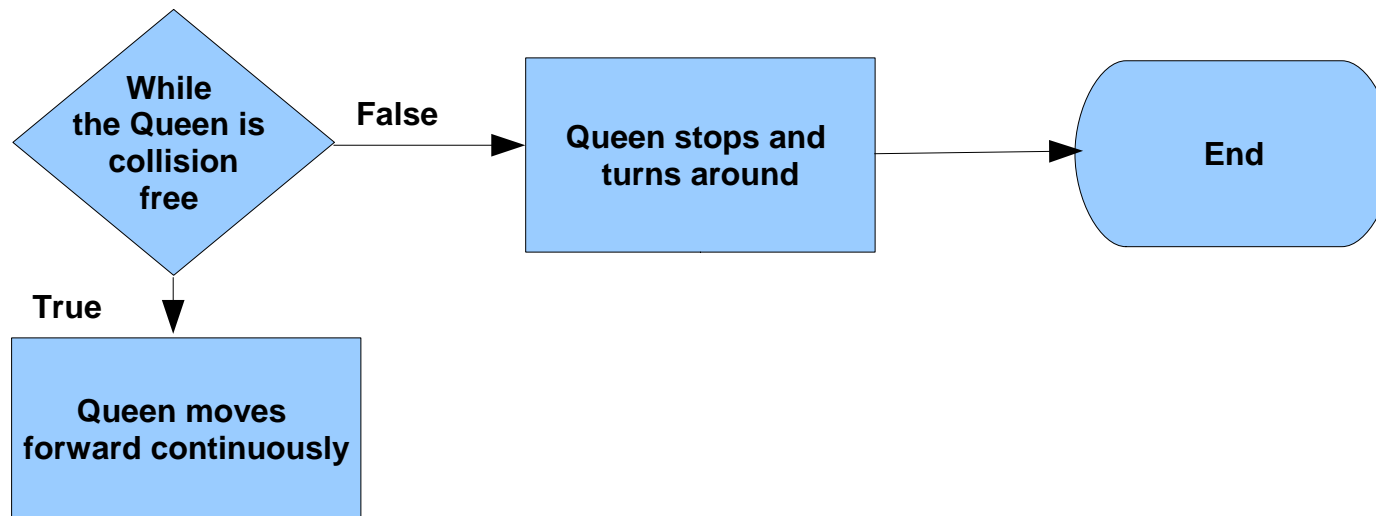 While
the Queen is
collision
free
False
Queen stops and
turns around
End
True
Queen moves
forward continuously